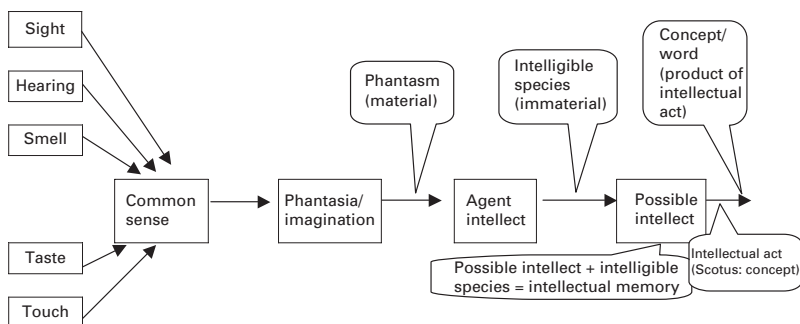 Sight
Hearing
Smell
Taste
Touch
Common
sense
Phantasia/
imagination
Phantasm
(material)
Agent
intellect
Intelligible
species
(immaterial)
Possible
intellect
Concept/
word
(product of
intellectual
act)
Intellectual act
(Scotus: concept)
Possible intellect + intelligible
species = intellectual memory